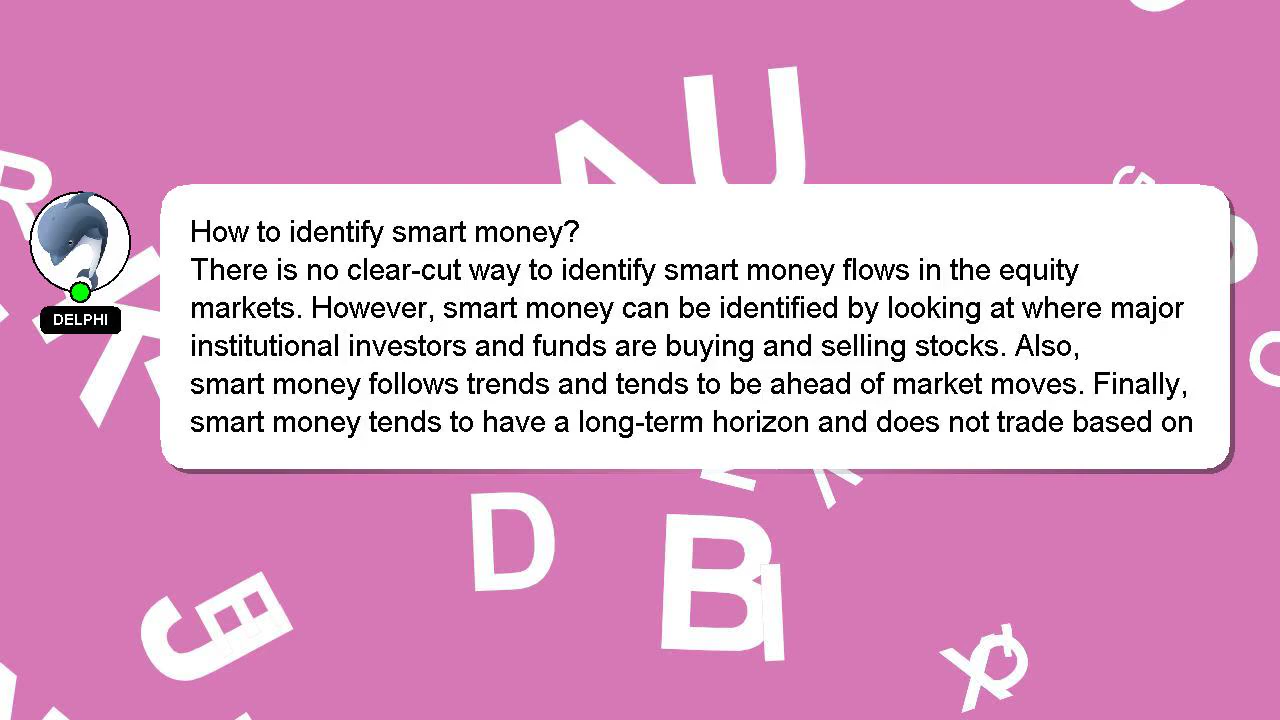 How to identify smart money?
There is no clear-cut way to identify smart money flows in the equity
markets. However, smart money can be identified by looking at where major
institutional investors and funds are buying and selling stocks. Also,
smart money follows trends and tends to be ahead of market moves. Finally,
smart money tends to have a long-term horizon and does not trade based on
DELPHI
A
U
R
D
B
I
C
E
X